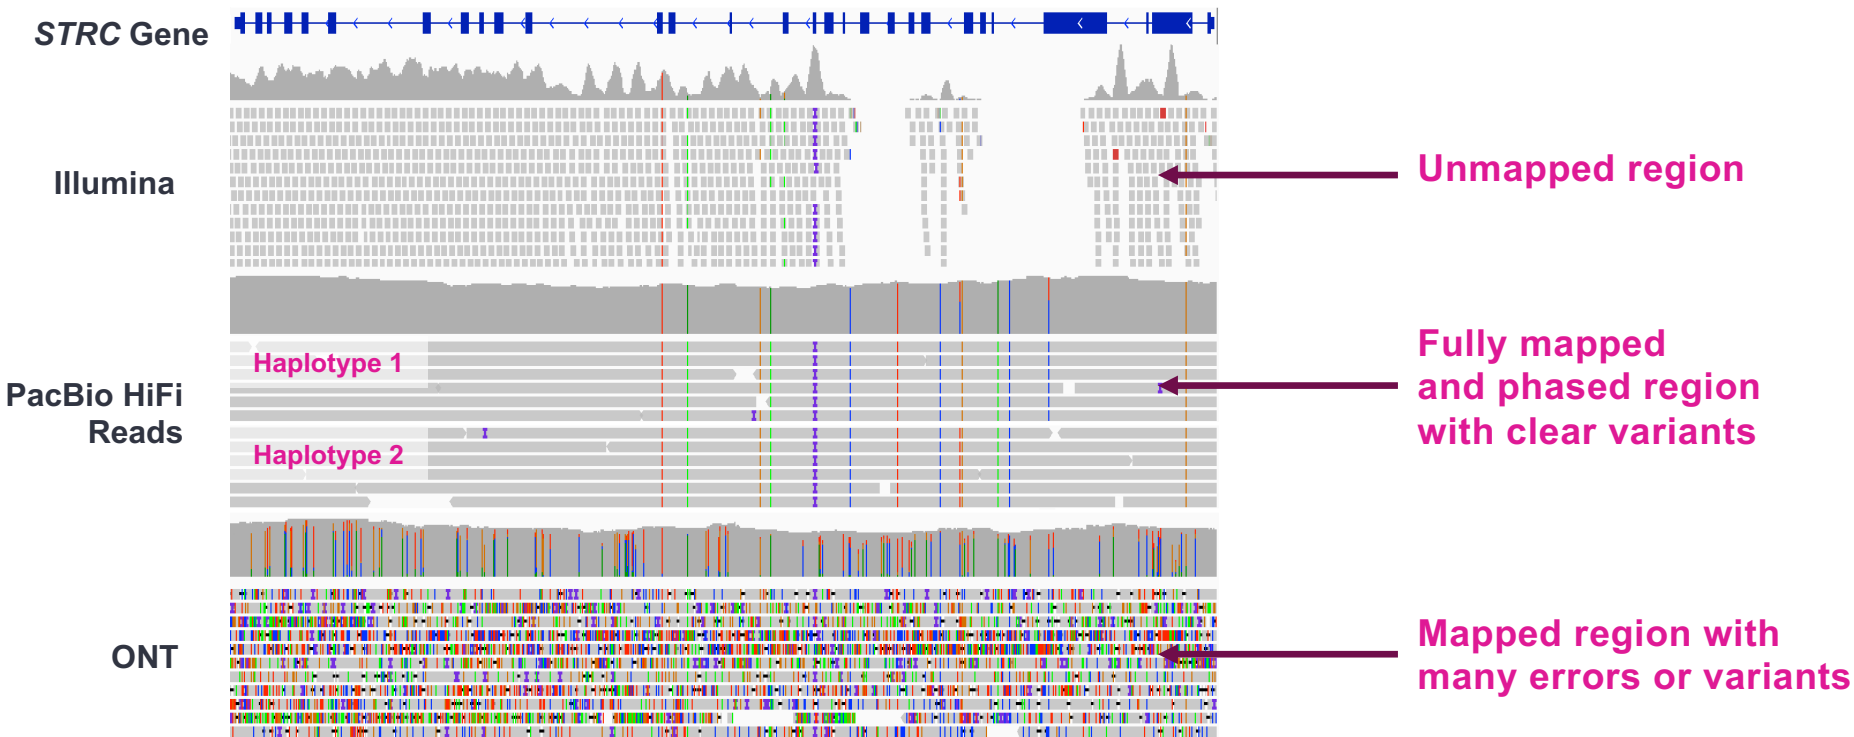 STRC Gene
Illumina
Unmapped region
Haplotype 1
PacBio HiFi
Reads
Fully mapped
and phased region
with clear variants
Haplotype 2
ONT
Mapped region with
many errors or variants